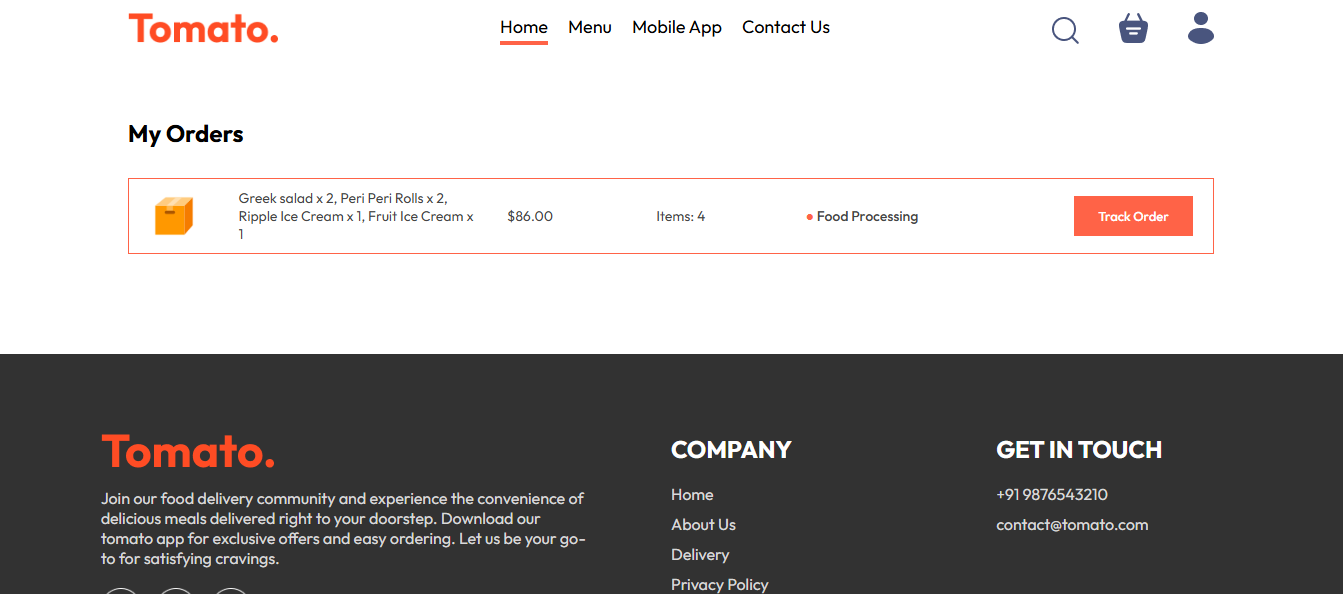 Tomato.
Home Menu Mobile App Contact Us
My Orders
Greek salad x 2, Peri Peri Rolls x 2,
Ripple Ice Cream x 1, Fruit Ice Cream x
1
$86.00
Items: 4
● Food Processing
Track Order
Tomato.
Join our food delivery community and experience the convenience of
delicious meals delivered right to your doorstep. Download our
tomato app for exclusive offers and easy ordering. Let us be your go-
to for satisfying cravings.
COMPANY
Home
About Us
Delivery
Privacy Policy
GET IN TOUCH
+91 9876543210
contact@tomato.com